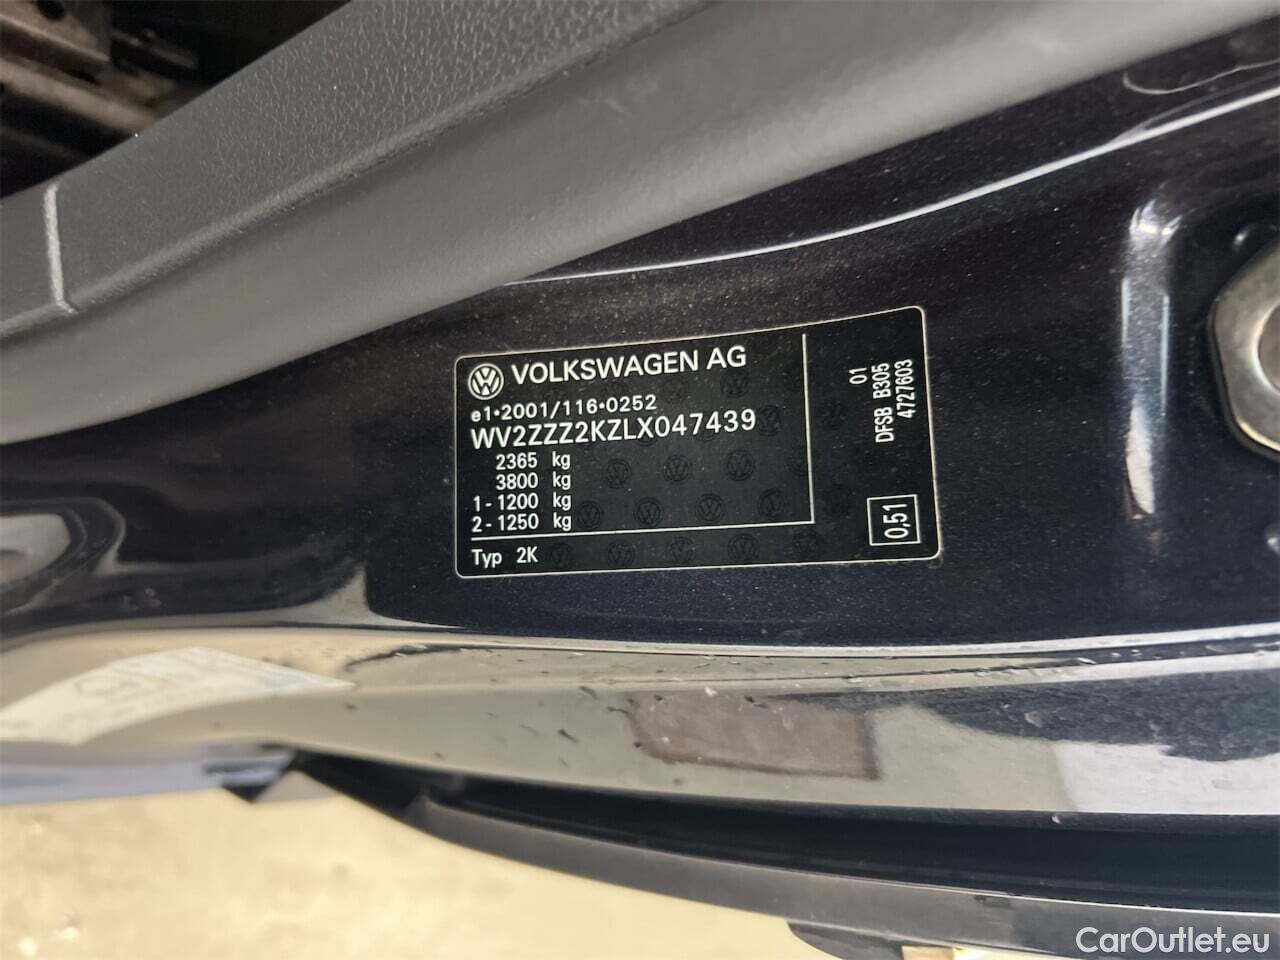 VOLKSWAGEN AG
e1*2001/116*0252
WV2ZZZ2KZLX047439
2365 kg
3800 kg
1 - 1200 kg
2 - 1250 kg
Typ 2K
01
DFSB B305
4727603
0,51
CarOutlet.eu